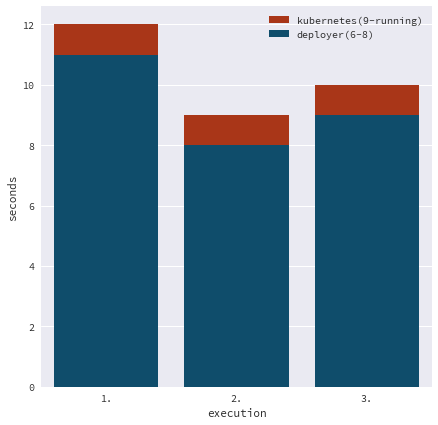 kubernetes(9-running)
deployer(6-8)
12
10
8
6
4
2
0
seconds
1.
2.
3.
execution